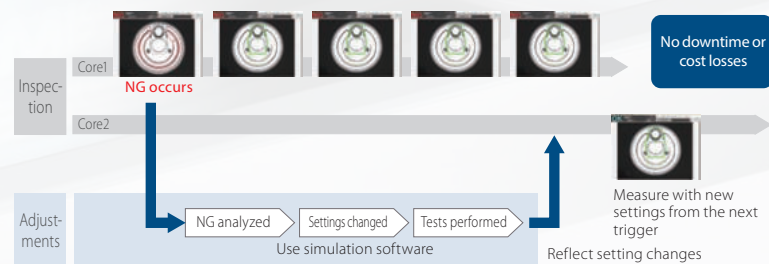 No downtime or
cost losses
Inspec-
tion
Core1
NG occurs
Core2
Measure with new
settings from the next
trigger
Adjust-
ments
NG analyzed
Settings changed
Tests performed
Use simulation software
Reflect setting changes